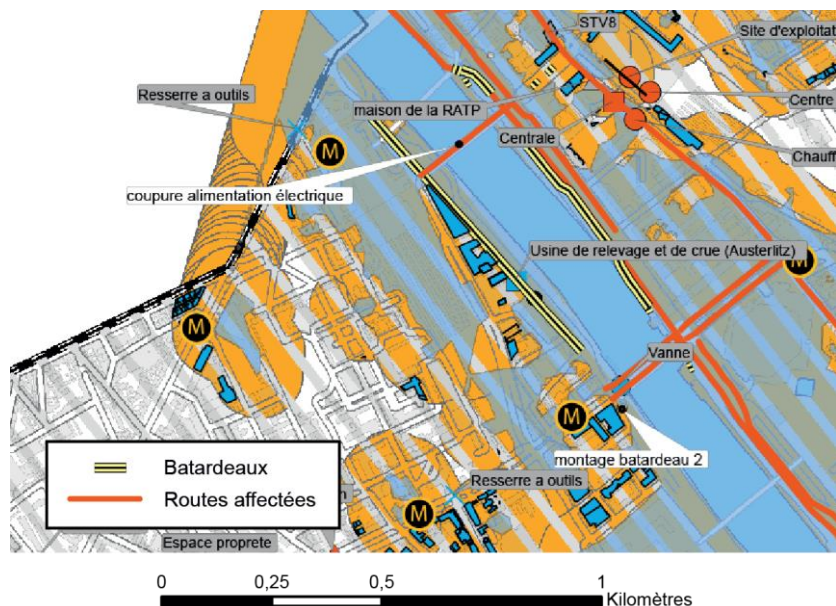 STV8
Site d'exploitat
Resserre a outils
maison de la RATP
Centre
Centrale
M
Chauff
coupure alimentation électrique
Usine de relevage et de crue (Austerlitz)
M
M
Vanne
M
montage batardeau 2
Batardeaux
Resserre a outils
Routes affectées
M
Espace proprete
0
0,25
0,5
1
Kilomètres